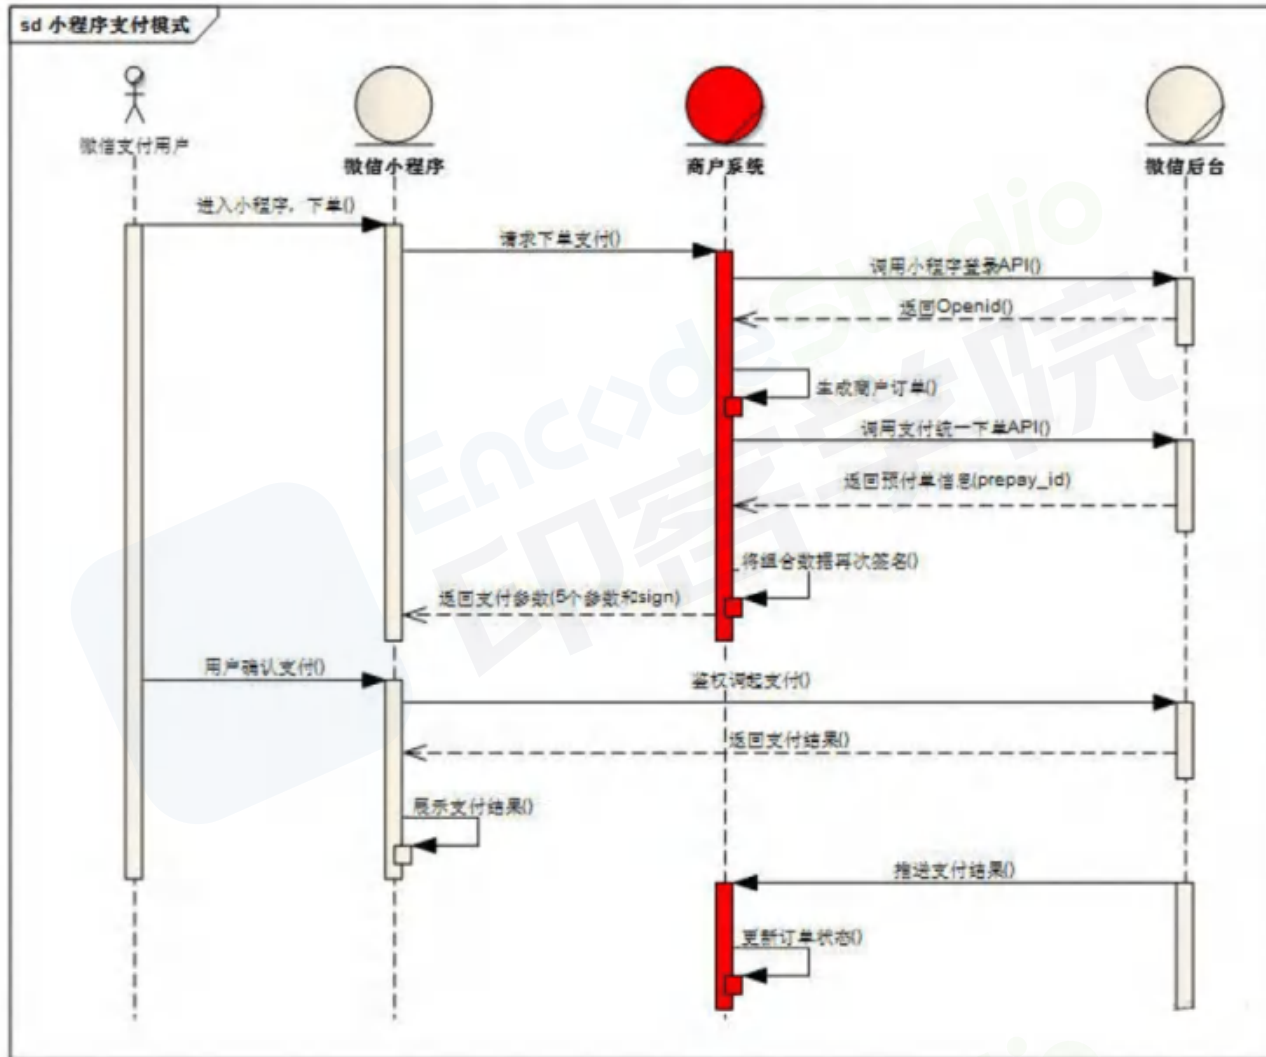 sd 小程序支付模式
微信支付用户
微信小程序
商户系统
微信后台
进入小程序，下单()
请求下单支付()
调用小程序登录API()
返回Openid()
生成商户订单()
调用支付统一下单API()
返回预付单信息(prepay_id)
将组合数据再次签名()
返回支付参数(5个参数和sign)
用户确认支付()
鉴权调起支付()
返回支付结果()
展示支付结果()
推送支付结果()
更新订单状态()
Enc<>deStudio
印客学院